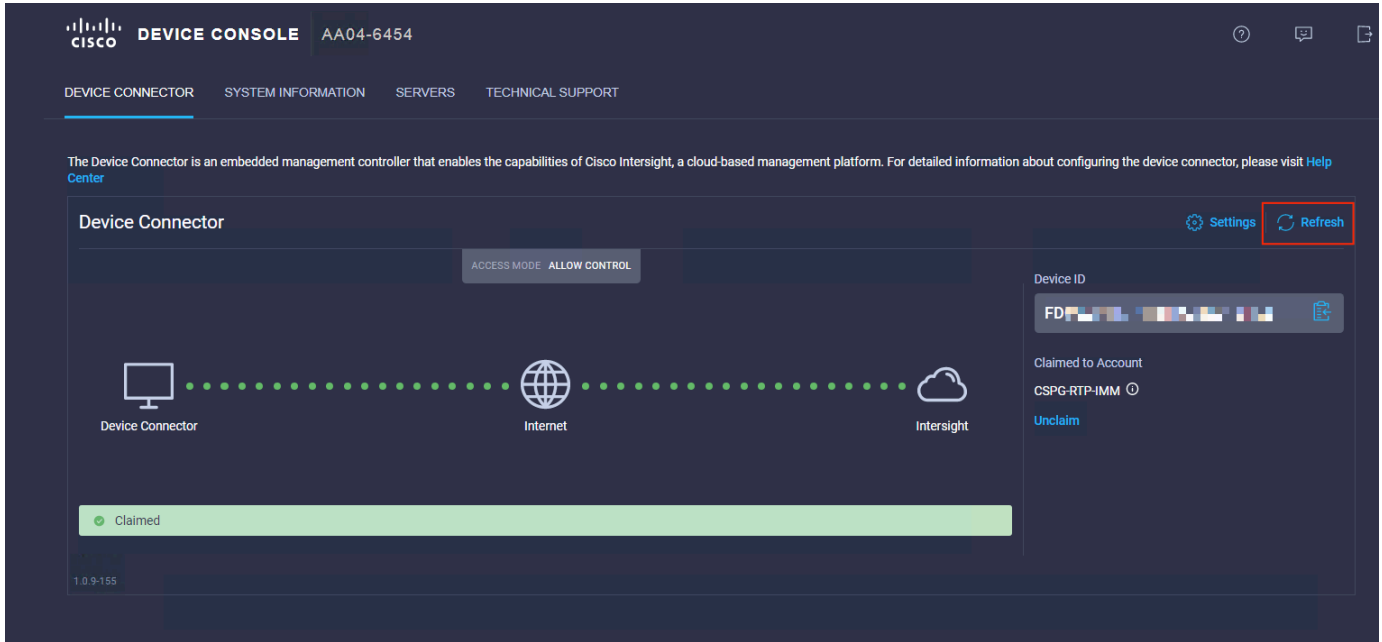 CISCO DEVICE CONSOLE AA04-6454
DEVICE CONNECTOR SYSTEM INFORMATION SERVERS TECHNICAL SUPPORT
The Device Connector is an embedded management controller that enables the capabilities of Cisco Intersight, a cloud-based management platform. For detailed information about configuring the device connector, please visit Help
Center
Device Connector
Settings Refresh
ACCESS MODE ALLOW CONTROL
Device ID
FD
Claimed to Account
CSPG-RTP-IMM
Unclaim
Device Connector Internet Intersight
Claimed
1.0.9-155